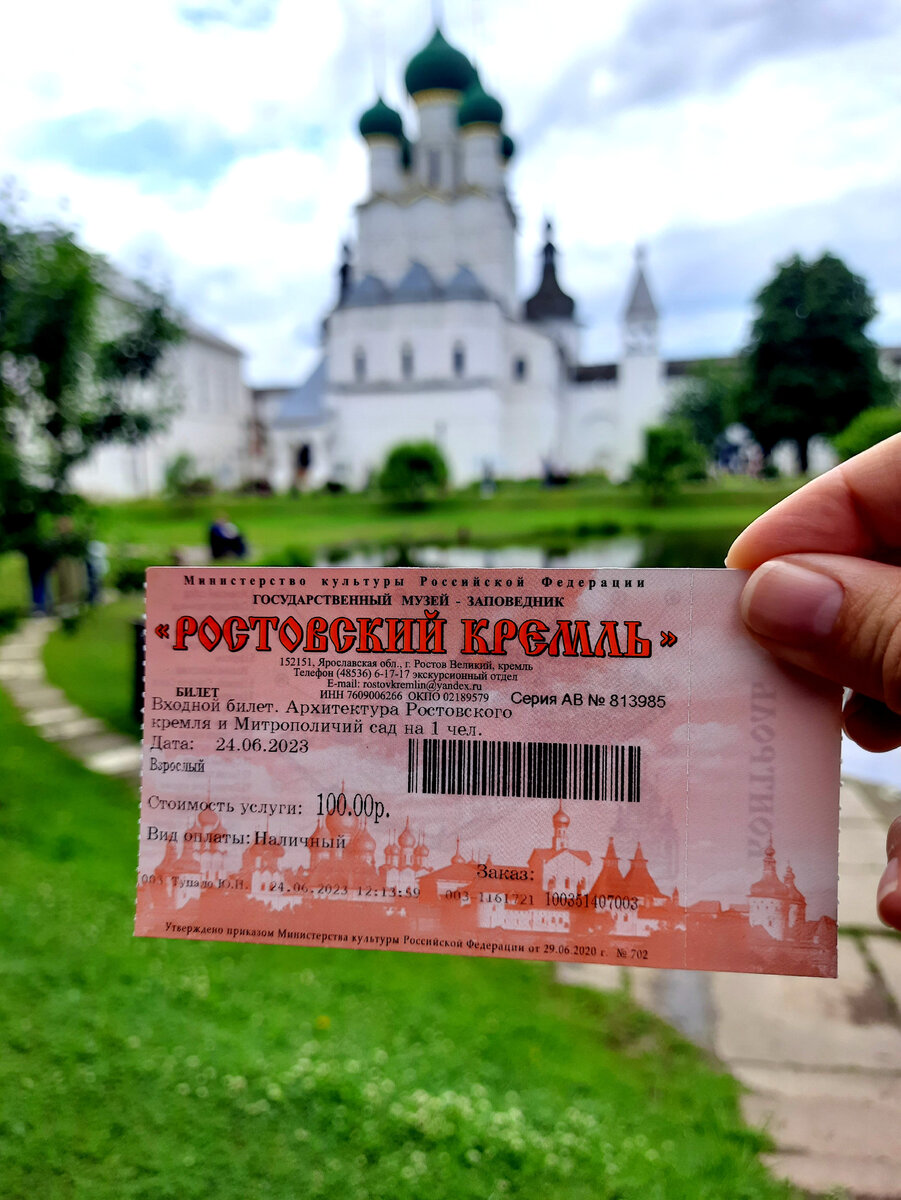 Министерство культуры Российской Федерации
ГОСУДАРСТВЕННЫЙ МУЗЕЙ - ЗАПОВЕДНИК
«РОСТОВСКИЙ КРЕМЛЬ»
152151, Ярославская обл., г. Ростов Великий, кремль
Телефон (48536) 6-17-17 экскурсионный отдел
E-mail: rostovkremlin@yandex.ru
ИНН 7609006266 ОКПО 02189579
БИЛЕТ
Серия АВ № 813985
Входной билет. Архитектура Ростовского
кремля и Митрополичий сад на 1 чел.
Дата: 24.06.2023
Взрослый
Стоимость услуги: 100.00р.
Вид оплаты: Наличный
Заказ:
003 Тупало Ю.Н. 24.06.2023 12:13:59 003-1161721 100351407003
Утверждено приказом Министерства культуры Российской Федерации от 29.06.2020 г. № 702
КОНТРОЛЬ